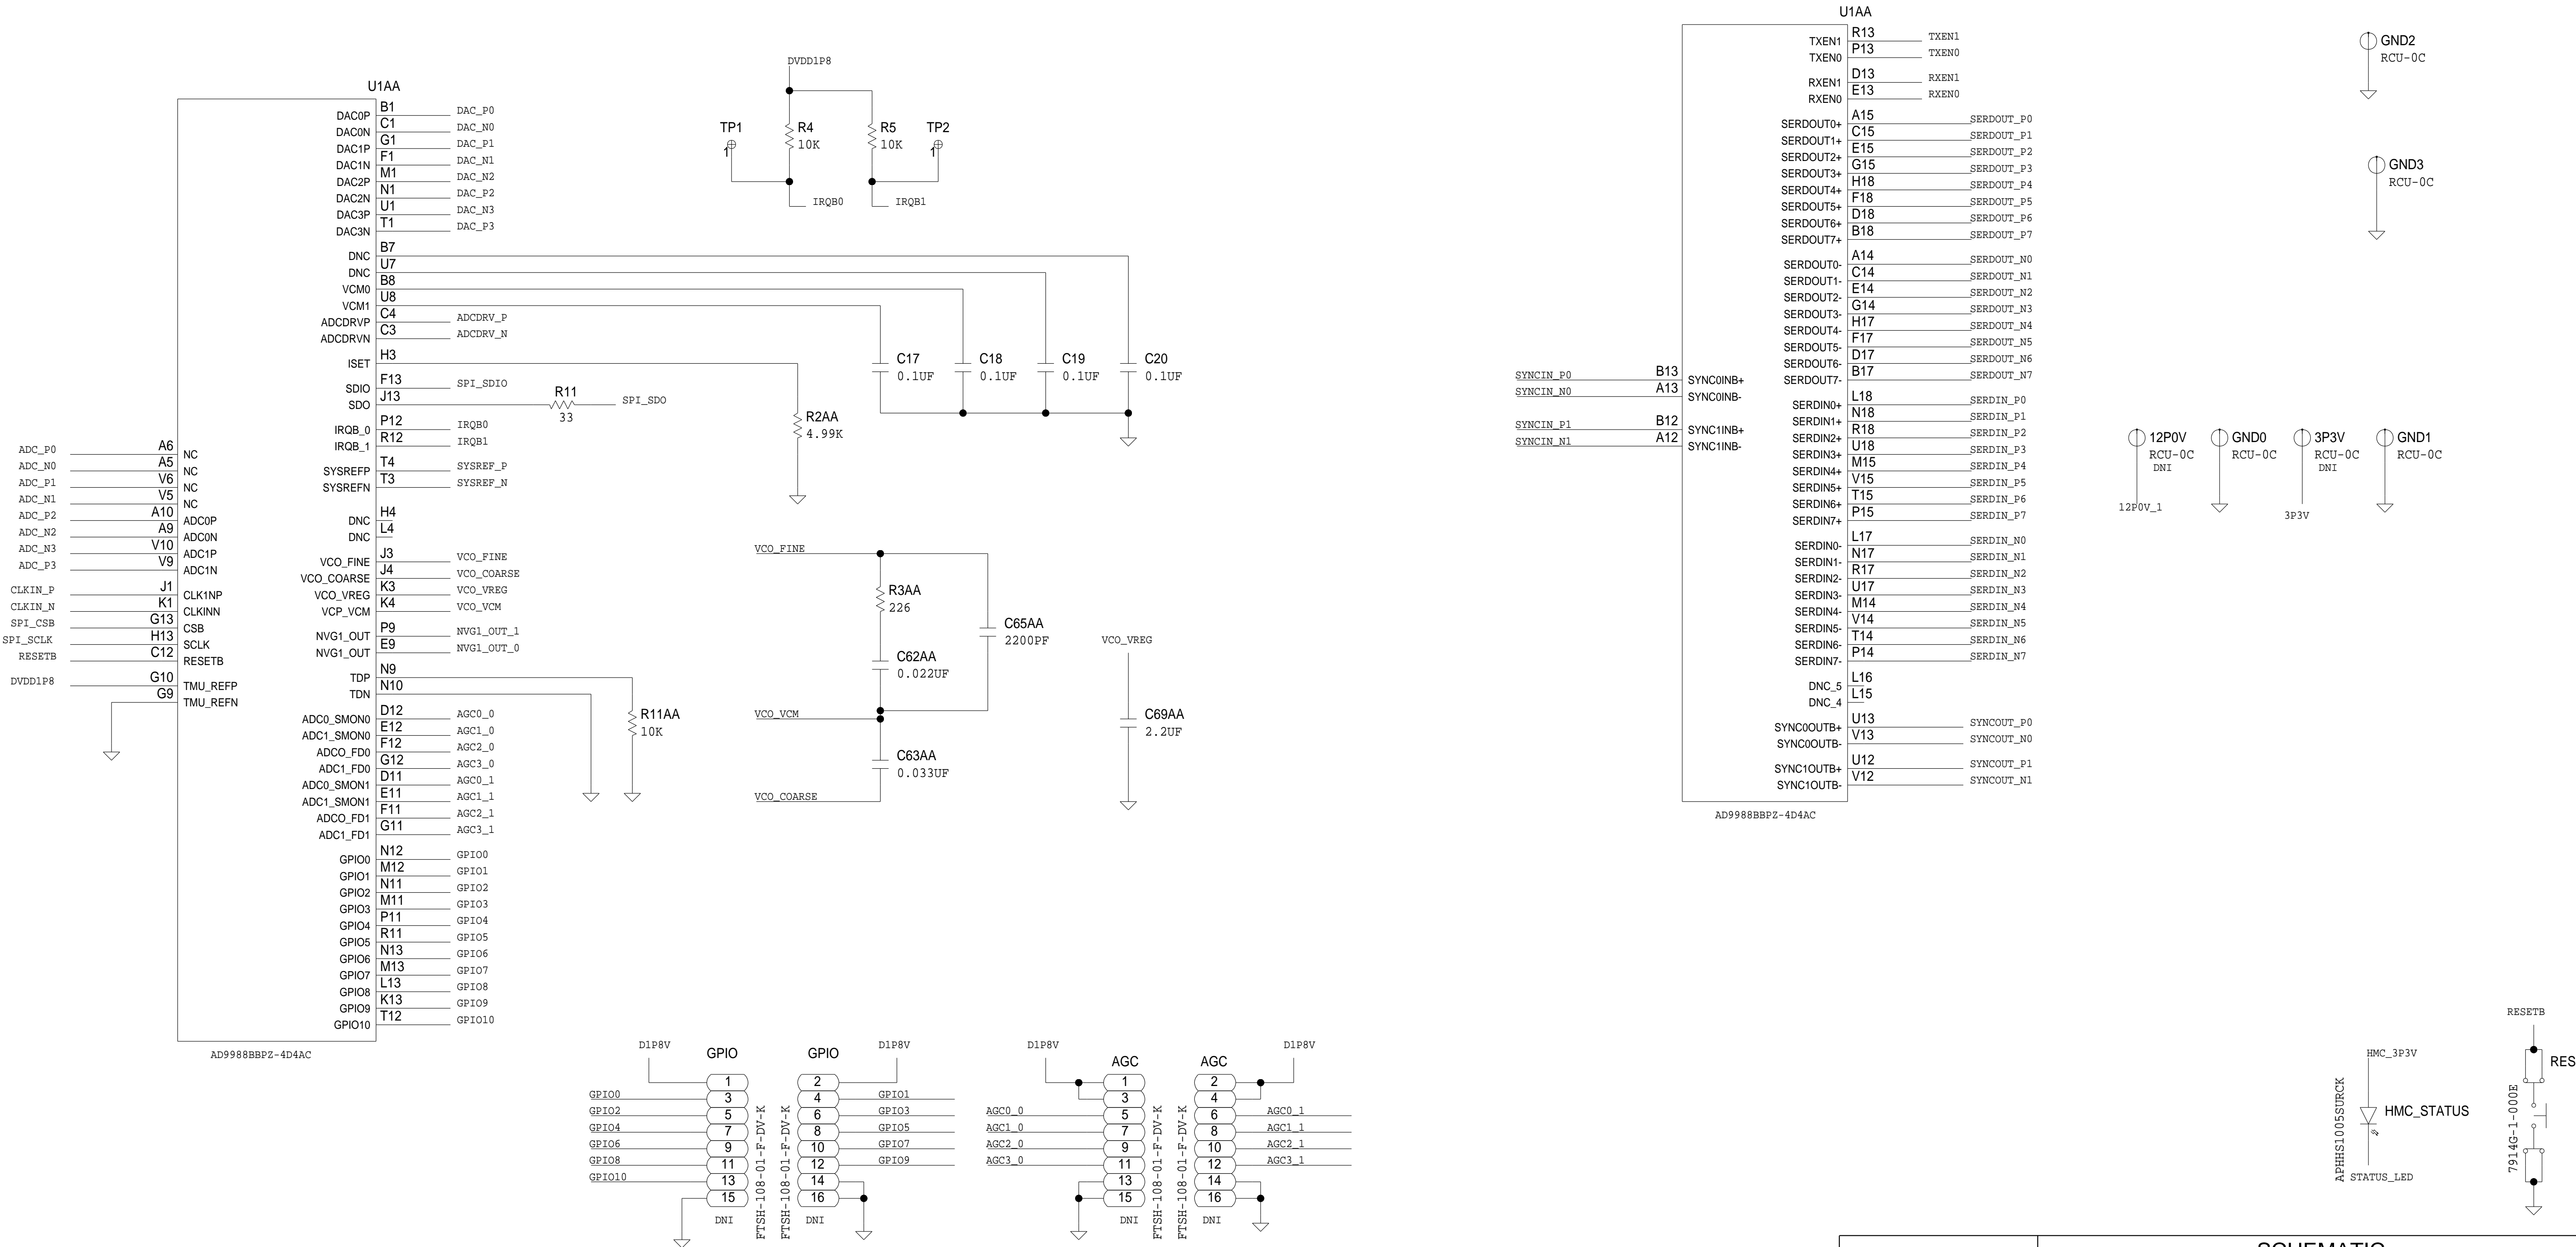 U1AA
DAC0P B1 DAC_P0
DAC0N C1 DAC_N0
DAC1P G1 DAC_P1
DAC1N F1 DAC_N1
DAC2P M1 DAC_N2
DAC2N N1 DAC_P2
DAC3P U1 DAC_N3
DAC3N T1 DAC_P3
DNC B7
DNC U7
VCM0 B8
VCM1 U8
ADCDRVP C4 ADCDRV_P
ADCDRVN C3 ADCDRV_N
ISET H3
SDIO F13 SPI_SDIO
SDO J13
IRQB_0 P12 IRQB0
IRQB_1 R12 IRQB1
SYSREFP T4 SYSREF_P
SYSREFN T3 SYSREF_N
DNC H4
DNC L4
VCO_FINE J3 VCO_FINE
VCO_COARSE J4 VCO_COARSE
VCO_VREG K3 VCO_VREG
VCP_VCM K4 VCO_VCM
NVG1_OUT P9 NVG1_OUT_1
NVG1_OUT E9 NVG1_OUT_0
TDP N9
TDN N10
ADC0_SMON0 D12 AGC0_0
ADC1_SMON0 E12 AGC1_0
ADCO_FD0 F12 AGC2_0
ADC1_FD0 G12 AGC3_0
ADC0_SMON1 D11 AGC0_1
ADC1_SMON1 E11 AGC1_1
ADCO_FD1 F11 AGC2_1
ADC1_FD1 G11 AGC3_1
GPIO0 N12 GPIO0
GPIO1 M12 GPIO1
GPIO2 N11 GPIO2
GPIO3 M11 GPIO3
GPIO4 P11 GPIO4
GPIO5 R11 GPIO5
GPIO6 N13 GPIO6
GPIO7 M13 GPIO7
GPIO8 L13 GPIO8
GPIO9 K13 GPIO9
GPIO10 T12 GPIO10
ADC_P0 A6 NC
ADC_N0 A5 NC
ADC_P1 V6 NC
ADC_N1 V5 NC
ADC_P2 A10 ADC0P
ADC_N2 A9 ADC0N
ADC_N3 V10 ADC1P
ADC_P3 V9 ADC1N
CLKIN_P J1 CLK1NP
CLKIN_N K1 CLKINN
SPI_CSB G13 CSB
SPI_SCLK H13 SCLK
RESETB C12 RESETB
DVDD1P8 G10 TMU_REFP
G9 TMU_REFN
AD9988BBPZ-4D4AC
DVDD1P8
TP1 R4 R5 TP2
1 10K 10K 1
IRQB0 IRQB1
C17 C18 C19 C20
0.1UF 0.1UF 0.1UF 0.1UF
R11
33
SPI_SDO
R2AA
4.99K
R11AA
10K
VCO_FINE
R3AA
226
C65AA
2200PF
C62AA
0.022UF
VCO_VCM
C63AA
0.033UF
VCO_COARSE
VCO_VREG
C69AA
2.2UF
D1P8V GPIO GPIO D1P8V
1 2
GPIO0 3 4 GPIO1
GPIO2 5 6 GPIO3
GPIO4 7 8 GPIO5
GPIO6 9 10 GPIO7
GPIO8 11 12 GPIO9
GPIO10 13 14
15 16
DNI DNI
FTSH-108-01-F-DV-K
FTSH-108-01-F-DV-K
D1P8V AGC AGC D1P8V
1 2
3 4
AGC0_0 5 6 AGC0_1
AGC1_0 7 8 AGC1_1
AGC2_0 9 10 AGC2_1
AGC3_0 11 12 AGC3_1
13 14
15 16
DNI DNI
FTSH-108-01-F-DV-K
FTSH-108-01-F-DV-K
U1AA
TXEN1 R13 TXEN1
TXEN0 P13 TXEN0
RXEN1 D13 RXEN1
RXEN0 E13 RXEN0
SERDOUT0+ A15 SERDOUT_P0
SERDOUT1+ C15 SERDOUT_P1
SERDOUT2+ E15 SERDOUT_P2
SERDOUT3+ G15 SERDOUT_P3
SERDOUT4+ H18 SERDOUT_P4
SERDOUT5+ F18 SERDOUT_P5
SERDOUT6+ D18 SERDOUT_P6
SERDOUT7+ B18 SERDOUT_P7
SERDOUT0- A14 SERDOUT_N0
SERDOUT1- C14 SERDOUT_N1
SERDOUT2- E14 SERDOUT_N2
SERDOUT3- G14 SERDOUT_N3
SERDOUT4- H17 SERDOUT_N4
SERDOUT5- F17 SERDOUT_N5
SERDOUT6- D17 SERDOUT_N6
SERDOUT7- B17 SERDOUT_N7
SERDIN0+ L18 SERDIN_P0
SERDIN1+ N18 SERDIN_P1
SERDIN2+ R18 SERDIN_P2
SERDIN3+ U18 SERDIN_P3
SERDIN4+ M15 SERDIN_P4
SERDIN5+ V15 SERDIN_P5
SERDIN6+ T15 SERDIN_P6
SERDIN7+ P15 SERDIN_P7
SERDIN0- L17 SERDIN_N0
SERDIN1- N17 SERDIN_N1
SERDIN2- R17 SERDIN_N2
SERDIN3- U17 SERDIN_N3
SERDIN4- M14 SERDIN_N4
SERDIN5- V14 SERDIN_N5
SERDIN6- T14 SERDIN_N6
SERDIN7- P14 SERDIN_N7
DNC_5 L16
DNC_4 L15
SYNC0OUTB+ U13 SYNCOUT_P0
SYNC0OUTB- V13 SYNCOUT_N0
SYNC1OUTB+ U12 SYNCOUT_P1
SYNC1OUTB- V12 SYNCOUT_N1
SYNCIN_P0 B13 SYNC0INB+
SYNCIN_N0 A13 SYNC0INB-
SYNCIN_P1 B12 SYNC1INB+
SYNCIN_N1 A12 SYNC1INB-
AD9988BBPZ-4D4AC
GND2
RCU-0C
GND3
RCU-0C
12P0V GND0 3P3V GND1
RCU-0C RCU-0C RCU-0C RCU-0C
DNI DNI
12P0V_1 3P3V
HMC_3P3V
APHHS1005SURCK
HMC_STATUS
STATUS_LED
RESETB
RES
7914G-1-000E
SCHEMATIC